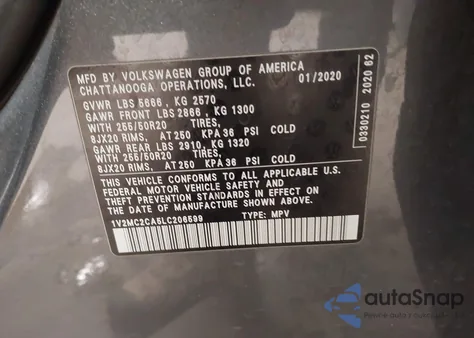 MFD BY VOLKSWAGEN GROUP OF AMERICA
CHATTANOOGA OPERATIONS, LLC. 01/2020
GVWR LBS 5666 , KG 2570
GAWR FRONT LBS 2866 , KG 1300
WITH 255/50R20 TIRES,
8JX20 RIMS, AT 250 KPA 36 PSI COLD
GAWR REAR LBS 2910, KG 1320
WITH 255/50R20 TIRES,
8JX20 RIMS, AT 250 KPA 36 PSI COLD
THIS VEHICLE CONFORMS TO ALL APPLICABLE U.S.
FEDERAL MOTOR VEHICLE SAFETY AND
THEFT PREVENTION STANDARDS IN EFFECT ON
THE DATE OF MANUFACTURE SHOWN ABOVE.
1V2MC2CA5LC208599 TYPE: MPV
0330210 2020 62
autaSnap